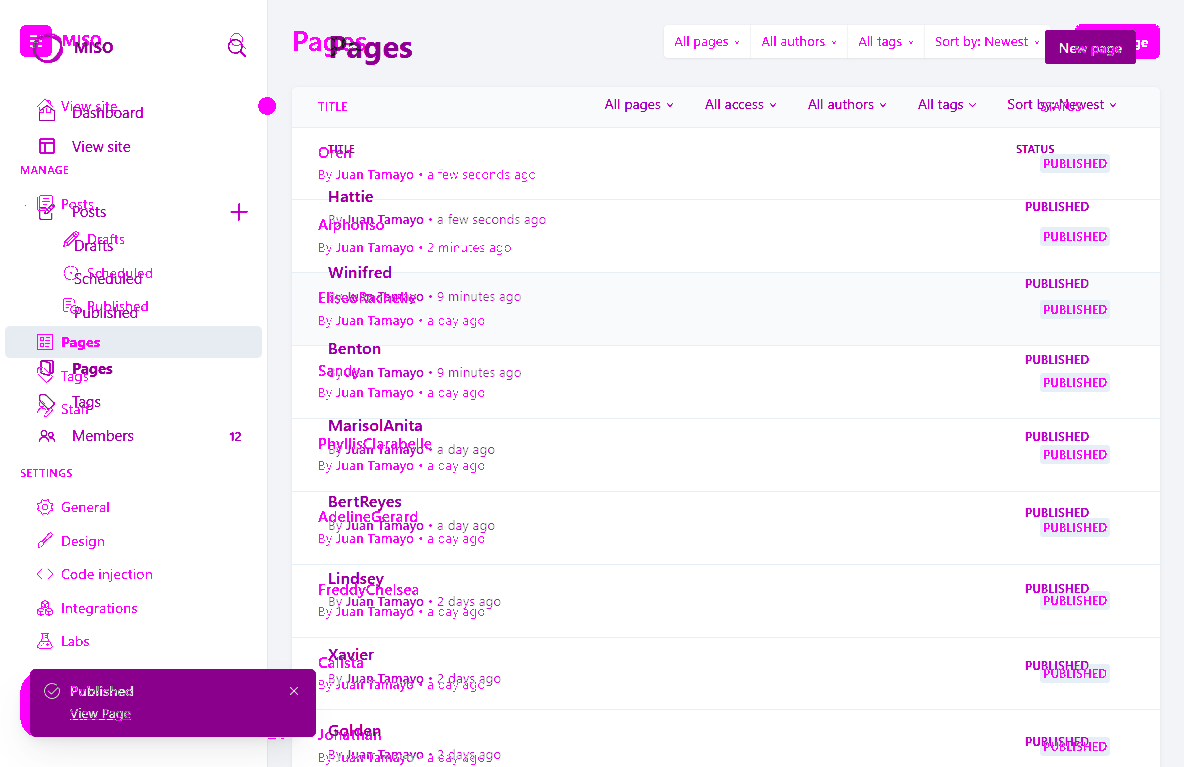 MISO
MISO
Pages
Pages
All pages
All authors
All tags
Sort by: Newest
New page
View site
Dashboard
View site
MANAGE
Posts
Posts
Drafts
Drafts
Scheduled
Scheduled
Published
Published
Pages
Pages
Tags
Tags
Staff
Members 12
SETTINGS
General
Design
Code injection
Integrations
Labs
Published
View Page
TITLE
All pages
All access
All authors
All tags
Sort by: Newest
STATUS
TITLE
STATUS
Oren
By Juan Tamayo • a few seconds ago
PUBLISHED
Hattie
By Juan Tamayo • a few seconds ago
PUBLISHED
Alphonso
By Juan Tamayo • 2 minutes ago
PUBLISHED
Winifred
By Juan Tamayo • 9 minutes ago
PUBLISHED
EliseoRachelle
By Juan Tamayo • a day ago
PUBLISHED
Benton
By Juan Tamayo • 9 minutes ago
PUBLISHED
Sandy
By Juan Tamayo • a day ago
PUBLISHED
MarisolAnita
By Juan Tamayo • a day ago
PUBLISHED
PhyllisClarabelle
By Juan Tamayo • a day ago
PUBLISHED
BertReyes
By Juan Tamayo • a day ago
PUBLISHED
AdelineGerard
By Juan Tamayo • a day ago
PUBLISHED
Lindsey
By Juan Tamayo • 2 days ago
PUBLISHED
FreddyChelsea
By Juan Tamayo • a day ago
PUBLISHED
Xavier
By Juan Tamayo • 2 days ago
PUBLISHED
Calista
By Juan Tamayo • a day ago
PUBLISHED
Golden
By Juan Tamayo • 2 days ago
PUBLISHED
Jonathan
By Juan Tamayo • a day ago
PUBLISHED